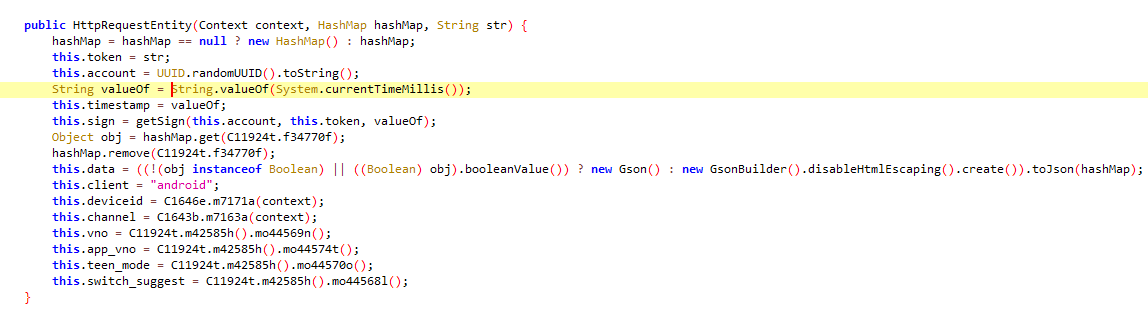 public HttpRequestEntity(Context context, HashMap hashMap, String str) {
hashMap = hashMap == null ? new HashMap() : hashMap;
this.token = str;
this.account = UUID.randomUUID().toString();
String valueOf = String.valueOf(System.currentTimeMillis());
this.timestamp = valueOf;
this.sign = getSign(this.account, this.token, valueOf);
Object obj = hashMap.get(C11924t.f34770f);
hashMap.remove(C11924t.f34770f);
this.data = ((!(obj instanceof Boolean) || ((Boolean) obj).booleanValue()) ? new Gson() : new GsonBuilder().disableHtmlEscaping().create()).toJson(hashMap);
this.client = "android";
this.deviceid = C1646e.m7171a(context);
this.channel = C1643b.m7163a(context);
this.vno = C11924t.m42585h().mo44569n();
this.app_vno = C11924t.m42585h().mo44574t();
this.teen_mode = C11924t.m42585h().mo44570o();
this.switch_suggest = C11924t.m42585h().mo44568l();
}